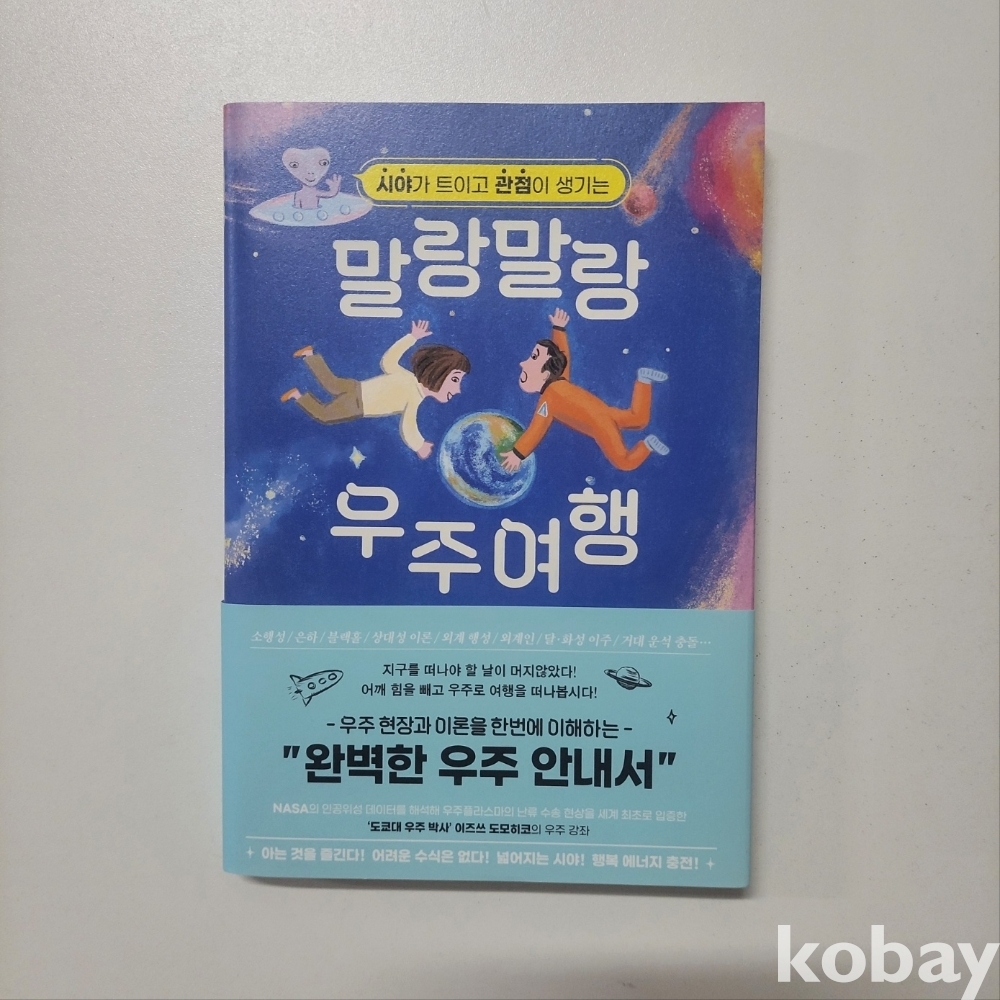 시야가 트이고 관점이 생기는
말랑말랑
우주여행
소행성/은하/블랙홀/상대성 이론/외계 행성/외계인/달·화성 이주/거대 운석 충돌…
지구를 떠나야 할 날이 머지않았다!
어깨 힘을 빼고 우주로 여행을 떠나봅시다!
- 우주 현장과 이론을 한번에 이해하는 -
"완벽한 우주 안내서"
NASA의 인공위성 데이터를 해석해 우주플라스마의 난류 수송 현상을 세계 최초로 입증한
'도쿄대 우주 박사' 이즈쓰 도모히코의 우주 강좌
아는 것을 즐긴다! 어려운 수식은 없다! 넓어지는 시야! 행복 에너지 충전!
kobay